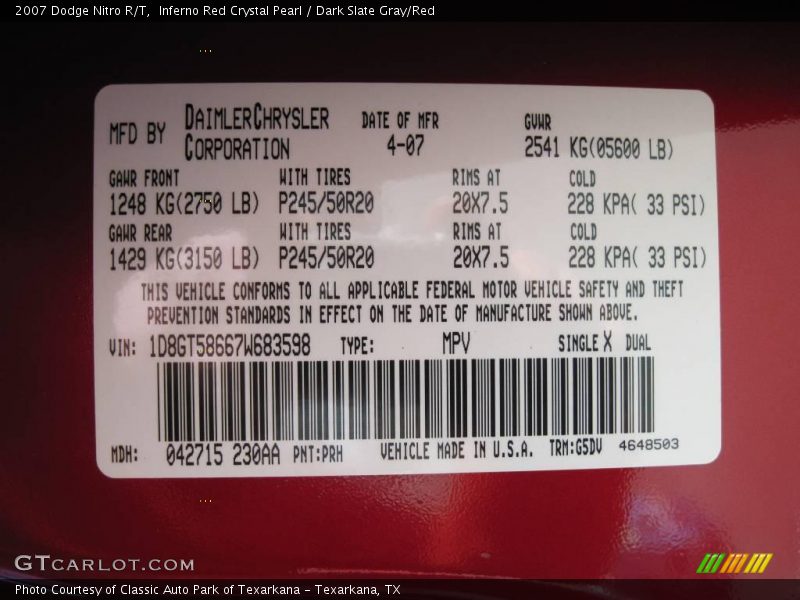 2007 Dodge Nitro R/T,  Inferno Red Crystal Pearl / Dark Slate Gray/Red
MFD BY DAIMLERCHRYSLER CORPORATION DATE OF MFR 4-07 GVWR 2541 KG(05600 LB)
GAWR FRONT WITH TIRES RIMS AT COLD
1248 KG(2750 LB) P245/50R20 20X7.5 228 KPA( 33 PSI)
GAWR REAR WITH TIRES RIMS AT COLD
1429 KG(3150 LB) P245/50R20 20X7.5 228 KPA( 33 PSI)
THIS VEHICLE CONFORMS TO ALL APPLICABLE FEDERAL MOTOR VEHICLE SAFETY AND THEFT
PREVENTION STANDARDS IN EFFECT ON THE DATE OF MANUFACTURE SHOWN ABOVE.
VIN: 1D8GT58667W683598 TYPE: MPV SINGLE X DUAL
MDH: 042715 230AA PNT:PRH VEHICLE MADE IN U.S.A. TRM:G5DV 4648503
GTCARLOT.COM
Photo Courtesy of Classic Auto Park of Texarkana - Texarkana, TX